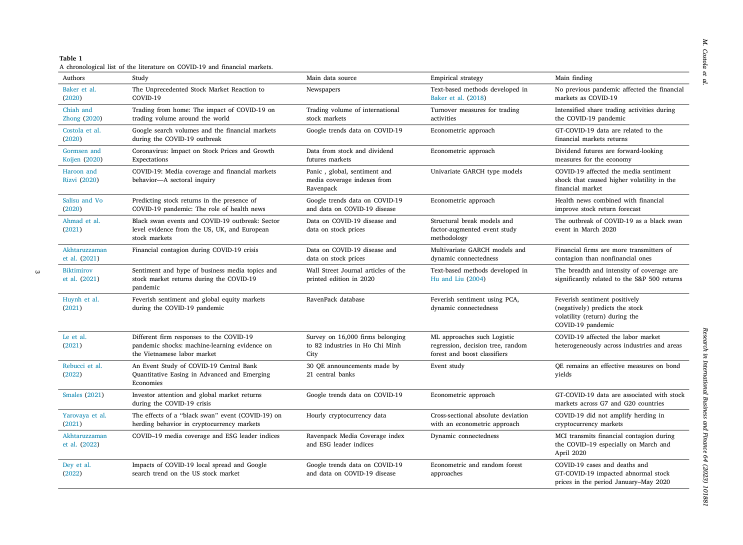 M. Costola et al.
Table 1
A chronological list of the literature on COVID-19 and financial markets.
Authors Study Main data source Empirical strategy Main finding
Baker et al. The Unprecedented Stock Market Reaction to Newspapers Text-based methods developed in No previous pandemic affected the financial
(2020) COVID-19 Baker et al. (2018) markets as COVID-19
Chiah and Trading from home: The impact of COVID-19 on Trading volume of international Turnover measures for trading Intensified share trading activities during
Zhong (2020) trading volume around the world stock markets activities the COVID-19 pandemic
Costola et al. Google search volumes and the financial markets Google trends data on COVID-19 Econometric approach GT-COVID-19 data are related to the
(2020) during the COVID-19 outbreak financial markets returns
Gormsen and Coronavirus: Impact on Stock Prices and Growth Data from stock and dividend Econometric approach Dividend futures are forward-looking
Koijen (2020) Expectations futures markets measures for the economy
Haroon and COVID-19: Media coverage and financial markets Panic , global, sentiment and Univariate GARCH type models COVID-19 affected the media sentiment
Rizvi (2020) behavior—A sectoral inquiry media coverage indexes from shock that caused higher volatility in the
Ravenpack financial market
Salisu and Vo Predicting stock returns in the presence of Google trends data on COVID-19 Econometric approach Health news combined with financial
(2020) COVID-19 pandemic: The role of health news and data on COVID-19 disease improve stock return forecast
Ahmad et al. Black swan events and COVID-19 outbreak: Sector Data on COVID-19 disease and Structural break models and The outbreak of COVID-19 as a black swan
(2021) level evidence from the US, UK, and European data on stock prices factor-augmented event study event in March 2020
stock markets methodology
Akhtaruzzaman Financial contagion during COVID-19 crisis Data on COVID-19 disease and Multivariate GARCH models and Financial firms are more transmitters of
et al. (2021) data on stock prices dynamic connectedness contagion than nonfinancial ones
Biktimirov Sentiment and hype of business media topics and Wall Street Journal articles of the Text-based methods developed in The breadth and intensity of coverage are
et al. (2021) stock market returns during the COVID-19 printed edition in 2020 Hu and Liu (2004) significantly related to the S&P 500 returns
pandemic
Huynh et al. Feverish sentiment and global equity markets RavenPack database Feverish sentiment using PCA, Feverish sentiment positively
(2021) during the COVID-19 pandemic dynamic connectedness (negatively) predicts the stock
volatility (return) during the
COVID-19 pandemic
Le et al. Different firm responses to the COVID-19 Survey on 16,000 firms belonging ML approaches such Logistic COVID-19 affected the labor market
(2021) pandemic shocks: machine-learning evidence on to 82 industries in Ho Chi Minh regression, decision tree, random heterogeneously across industries and areas
the Vietnamese labor market City forest and boost classifiers
Rebucci et al. An Event Study of COVID-19 Central Bank 30 QE announcements made by Event study QE remains an effective measures on bond
(2022) Quantitative Easing in Advanced and Emerging 21 central banks yields
Economies
Smales (2021) Investor attention and global market returns Google trends data on COVID-19 Econometric approach GT-COVID-19 data are associated with stock
during the COVID-19 crisis markets across G7 and G20 countries
Yarovaya et al. The effects of a “black swan” event (COVID-19) on Hourly cryptocurrency data Cross-sectional absolute deviation COVID-19 did not amplify herding in
(2021) herding behavior in cryptocurrency markets with an econometric approach cryptocurrency markets
Akhtaruzzaman COVID–19 media coverage and ESG leader indices Ravenpack Media Coverage index Dynamic connectedness MCI transmits financial contagion during
et al. (2022) and ESG leader indices the COVID–19 especially on March and
April 2020
Dey et al. Impacts of COVID-19 local spread and Google Google trends data on COVID-19 Econometric and random forest COVID-19 cases and deaths and
(2022) search trend on the US stock market and data on COVID-19 disease approaches GT-COVID-19 impacted abnormal stock
prices in the period January–May 2020
3
Research in International Business and Finance 64 (2023) 101881